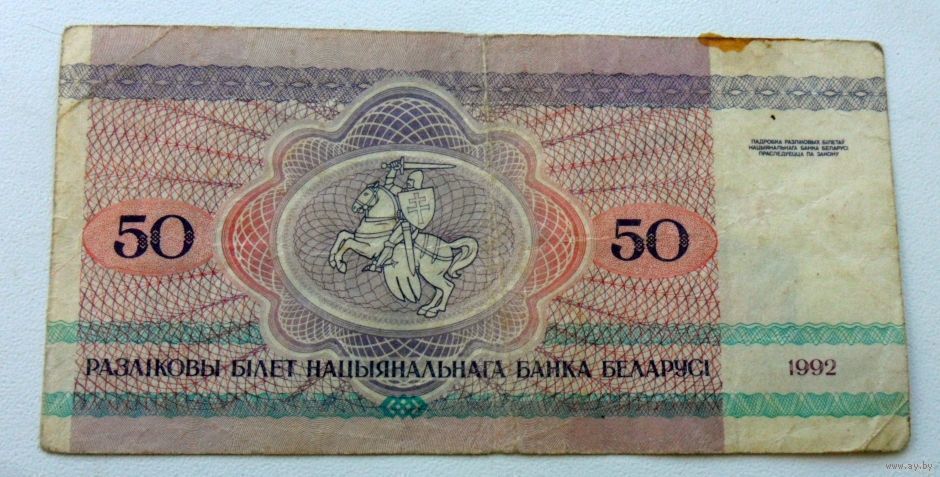 ПАДРОБКА РАЗЛІКОВЫХ БІЛЕТАЎ
НАЦЫЯНАЛЬНАГА БАНКА БЕЛАРУСІ
ПРАСЛЕДУЕЦЦА ПА ЗАКОНУ
50 50
РАЗЛІКОВЫ БІЛЕТ НАЦЫЯНАЛЬНАГА БАНКА БЕЛАРУСІ 1992
www.ay.by